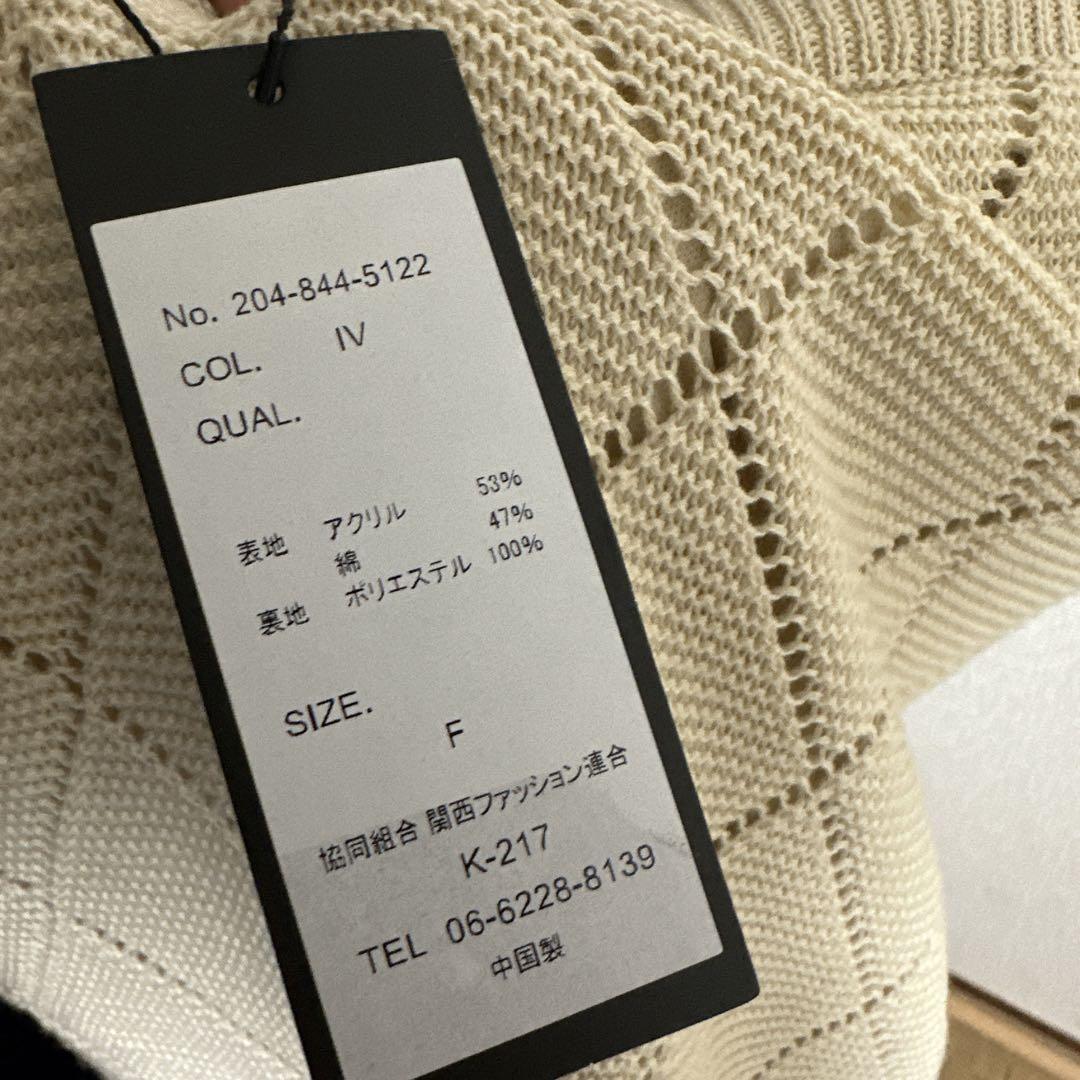 No. 204-844-5122
COL. IV
QUAL.
表地 アクリル 53%
綿 47%
裏地 ポリエステル 100%
SIZE.
F
協同組合 関西ファッション連合
K-217
TEL 06-6228-8139
中国製